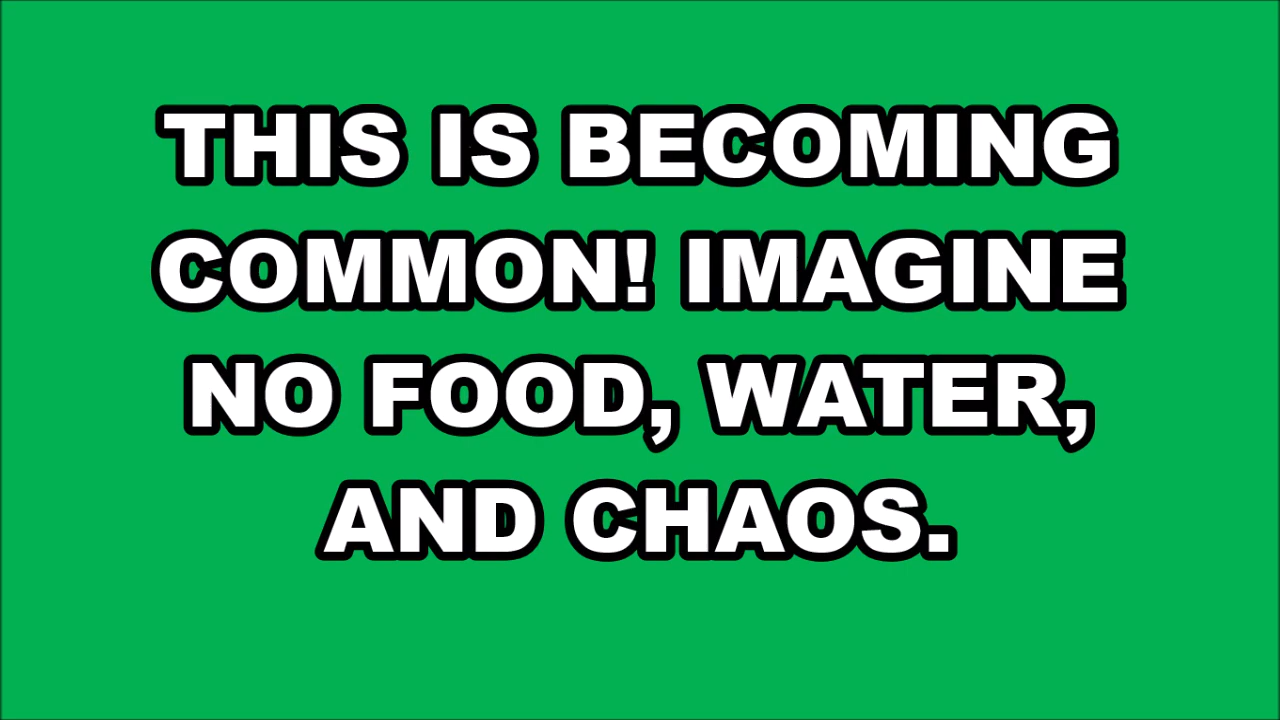 THIS IS BECOMING
COMMON! IMAGINE
NO FOOD, WATER,
AND CHAOS.